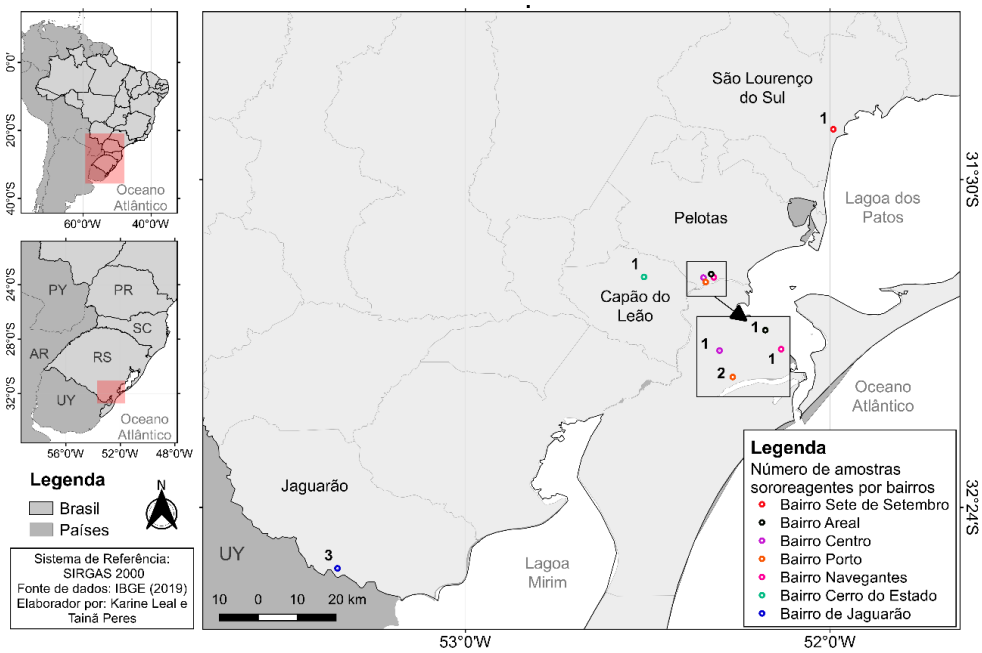 0°0'
20°0'S
40°0'S
60°0'W
40°0'W
Oceano
Atlântico
24°0'S
28°0'S
32°0'S
PY
PR
SC
AR
RS
UY
Oceano
Atlântico
56°0'W
52°0'W
48°0'W
Legenda
Brasil
Países
N
Sistema de Referência:
SIRGAS 2000
Fonte de dados: IBGE (2019)
Elaborador por: Karine Leal e
Tainã Peres
São Lourenço
do Sul
1
Lagoa dos
Patos
Pelotas
1
Capão do
Leão
1
1
1
2
Oceano
Atlântico
Jaguarão
UY
3
Lagoa
Mirim
10 0 10 20 km
31°30'S
32°24'S
53°0'W
52°0'W
Legenda
Número de amostras
sororeagentes por bairros
Bairro Sete de Setembro
Bairro Areal
Bairro Centro
Bairro Porto
Bairro Navegantes
Bairro Cerro do Estado
Bairro de Jaguarão